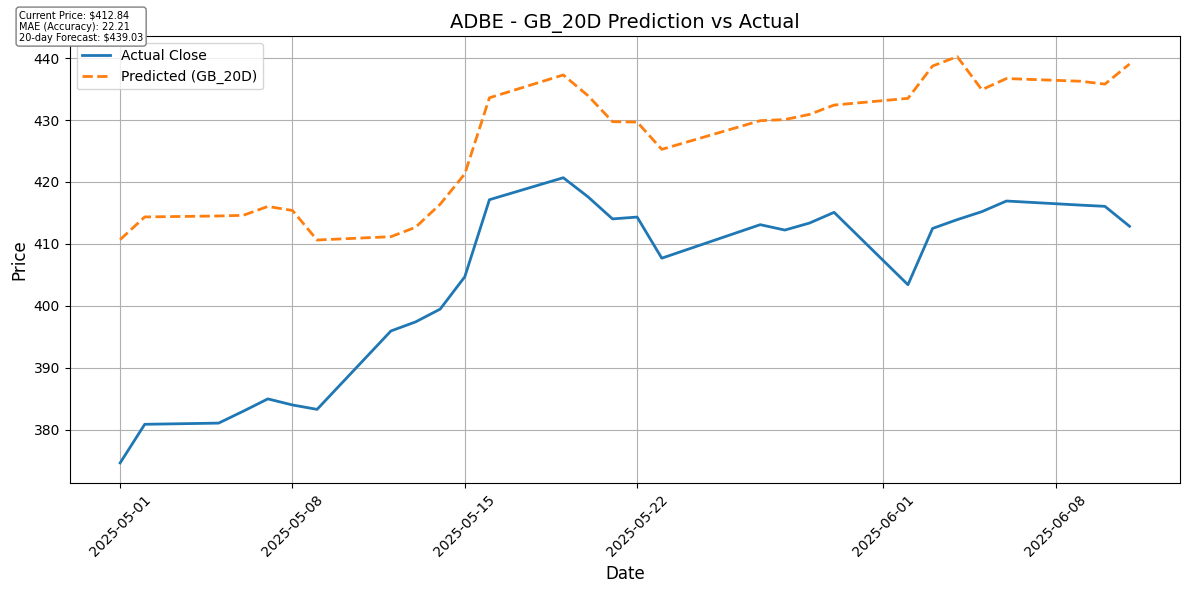 ADBE - GB_20D Prediction vs Actual
Current Price: $412.84
MAE (Accuracy): 22.21
20-day Forecast: $439.03
Actual Close
Predicted (GB_20D)
Price
440
430
420
410
400
390
380
2025-05-01
2025-05-08
2025-05-15
2025-05-22
2025-06-01
2025-06-08
Date